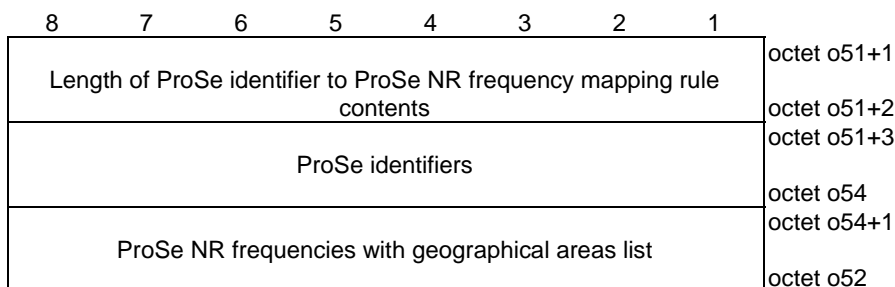 8 7 6 5 4 3 2 1
Length of ProSe identifier to ProSe NR frequency mapping rule
contents
octet o51+1
octet o51+2
ProSe identifiers
octet o51+3
octet o54
ProSe NR frequencies with geographical areas list
octet o54+1
octet o52